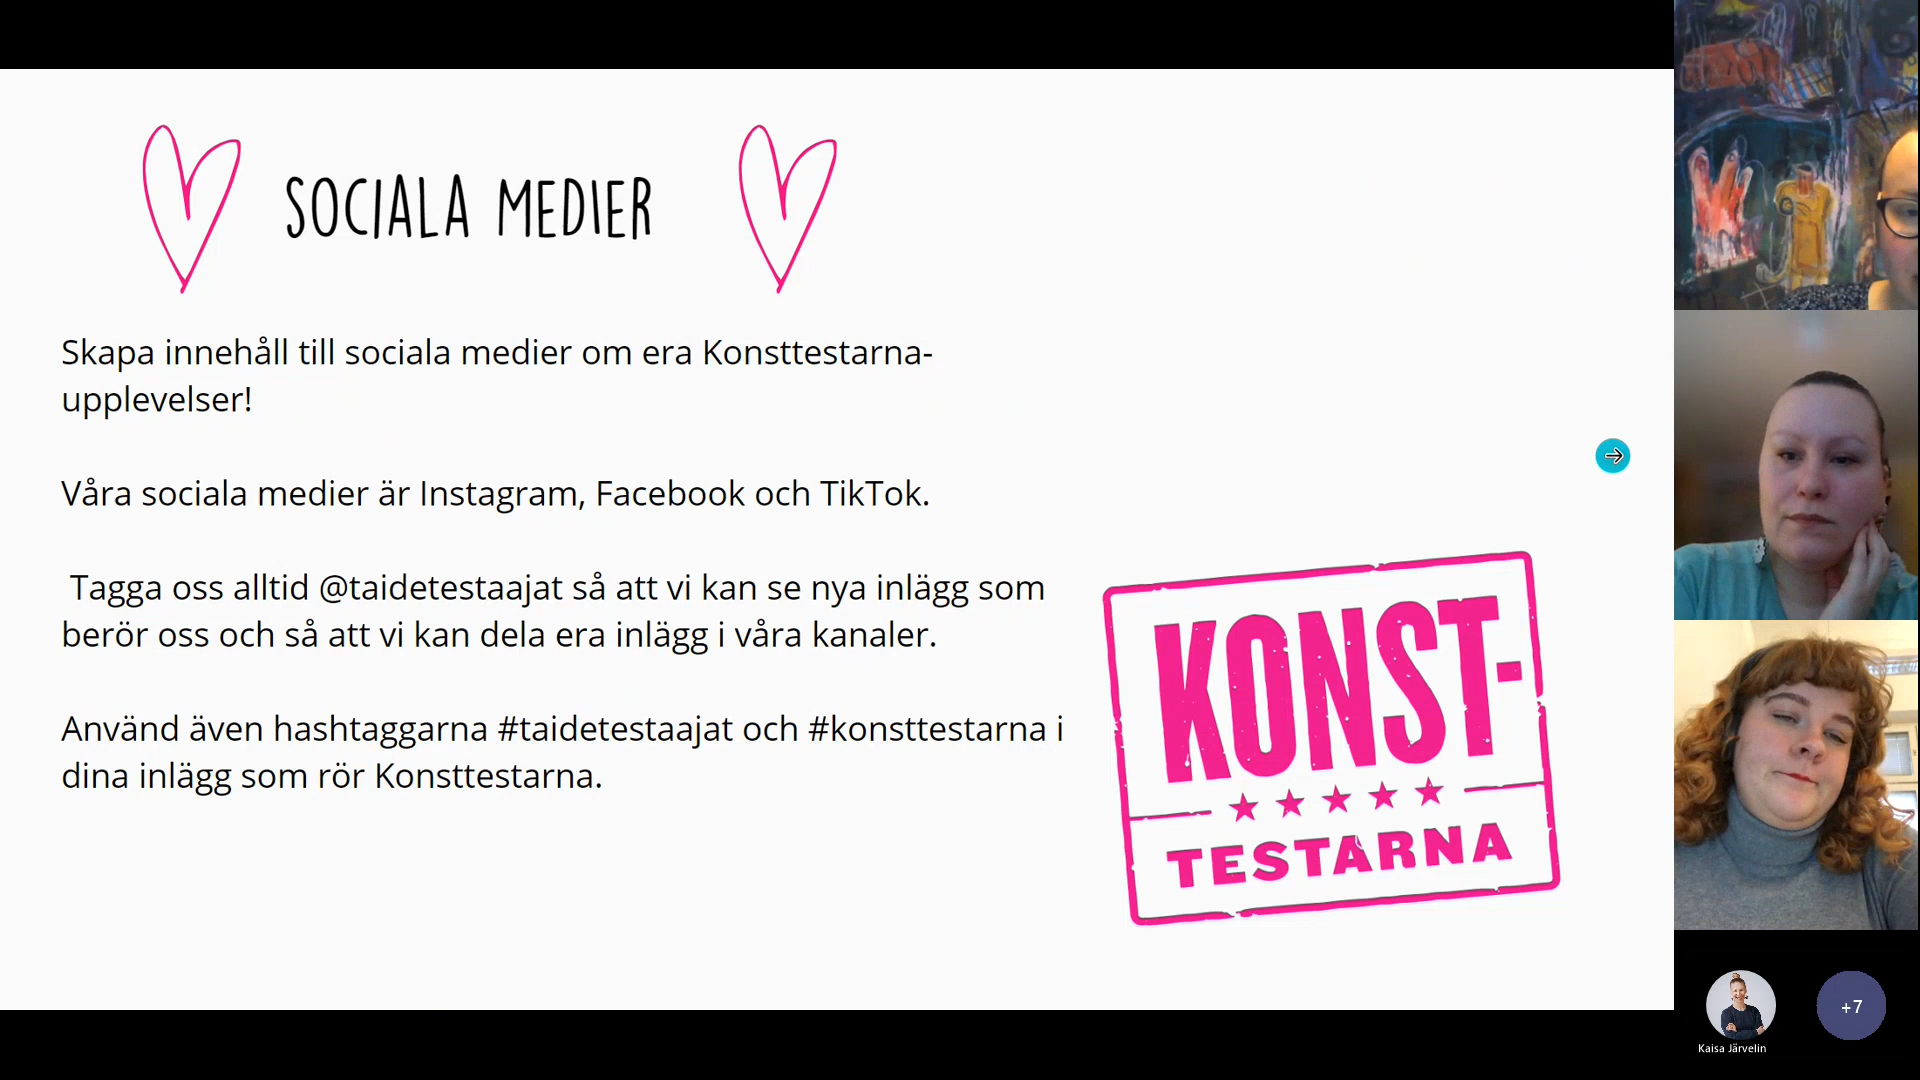 SOCIALA MEDIER
Skapa innehåll till sociala medier om era Konsttestarna-
upplevelser!
Våra sociala medier är Instagram, Facebook och TikTok.
Tagga oss alltid @taidetestaajat så att vi kan se nya inlägg som
berör oss och så att vi kan dela era inlägg i våra kanaler.
Använd även hashtaggarna #taidetestaajat och #konsttestarna i
dina inlägg som rör Konsttestarna.
KONST-
TESTARNA
+7
Kaisa Järvelin